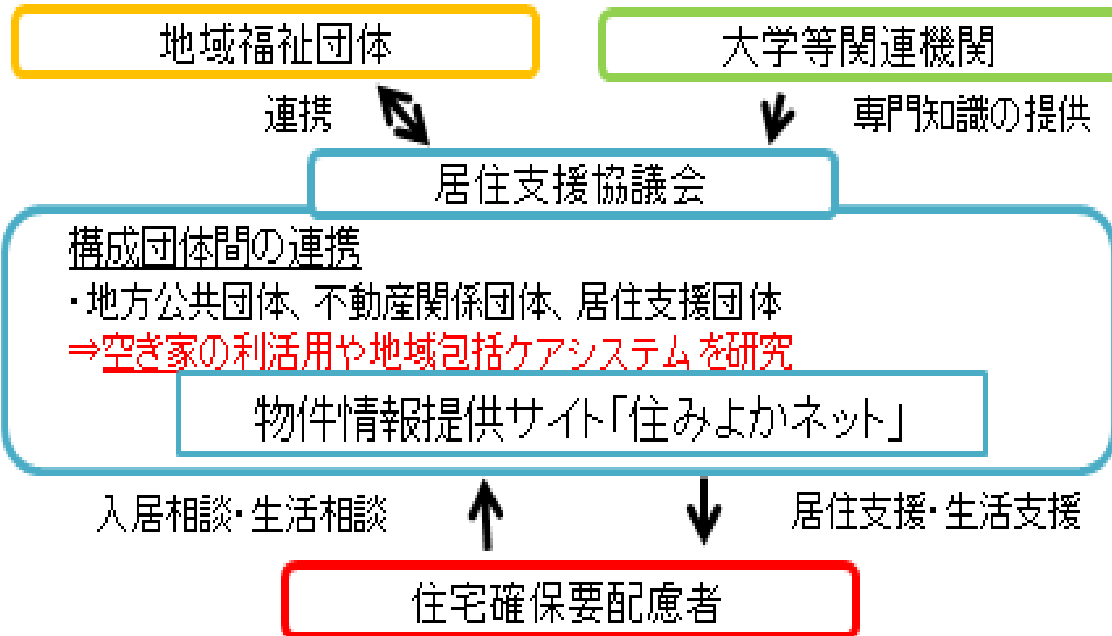 地域福祉団体
大学等関連機関
連携
専門知識の提供
居住支援協議会
構成団体間の連携
・地方公共団体、不動産関係団体、居住支援団体
⇒空き家の利活用や地域包括ケアシステムを研究
物件情報提供サイト「住みよかネット」
入居相談・生活相談
居住支援・生活支援
住宅確保要配慮者